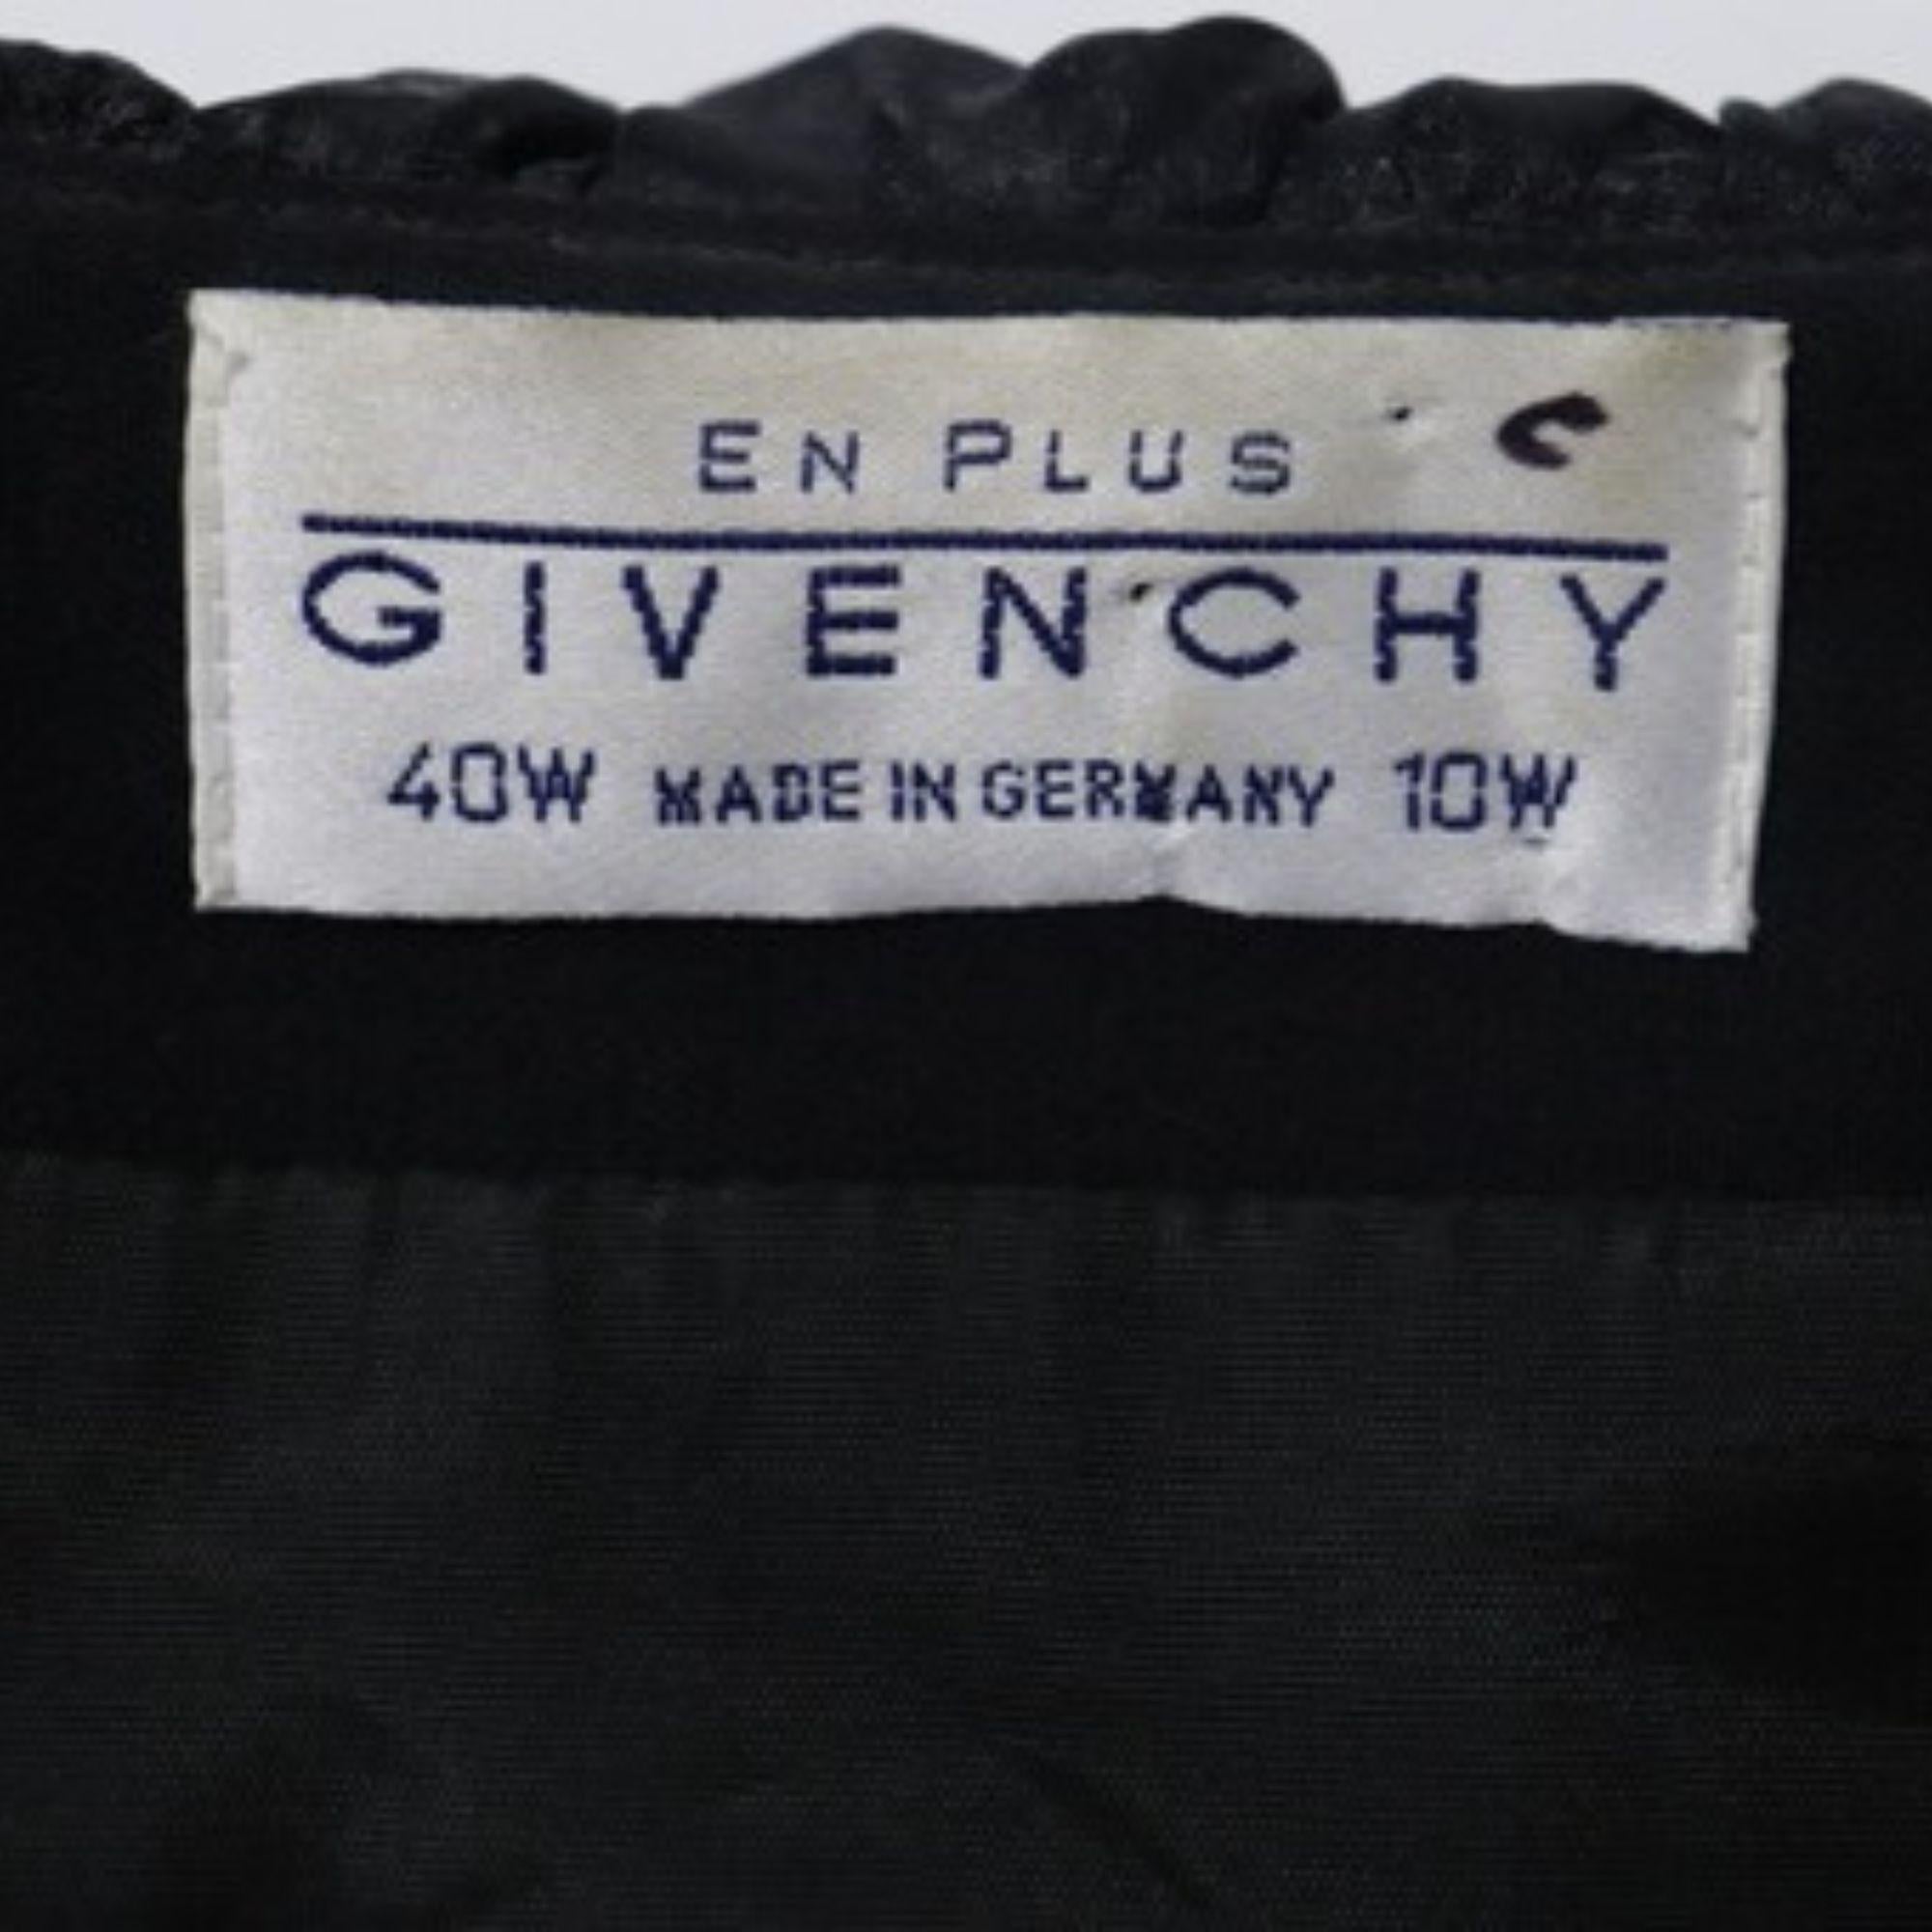 EN PLUS C
GIVENCHY
40W MADE IN GERMANY 10W